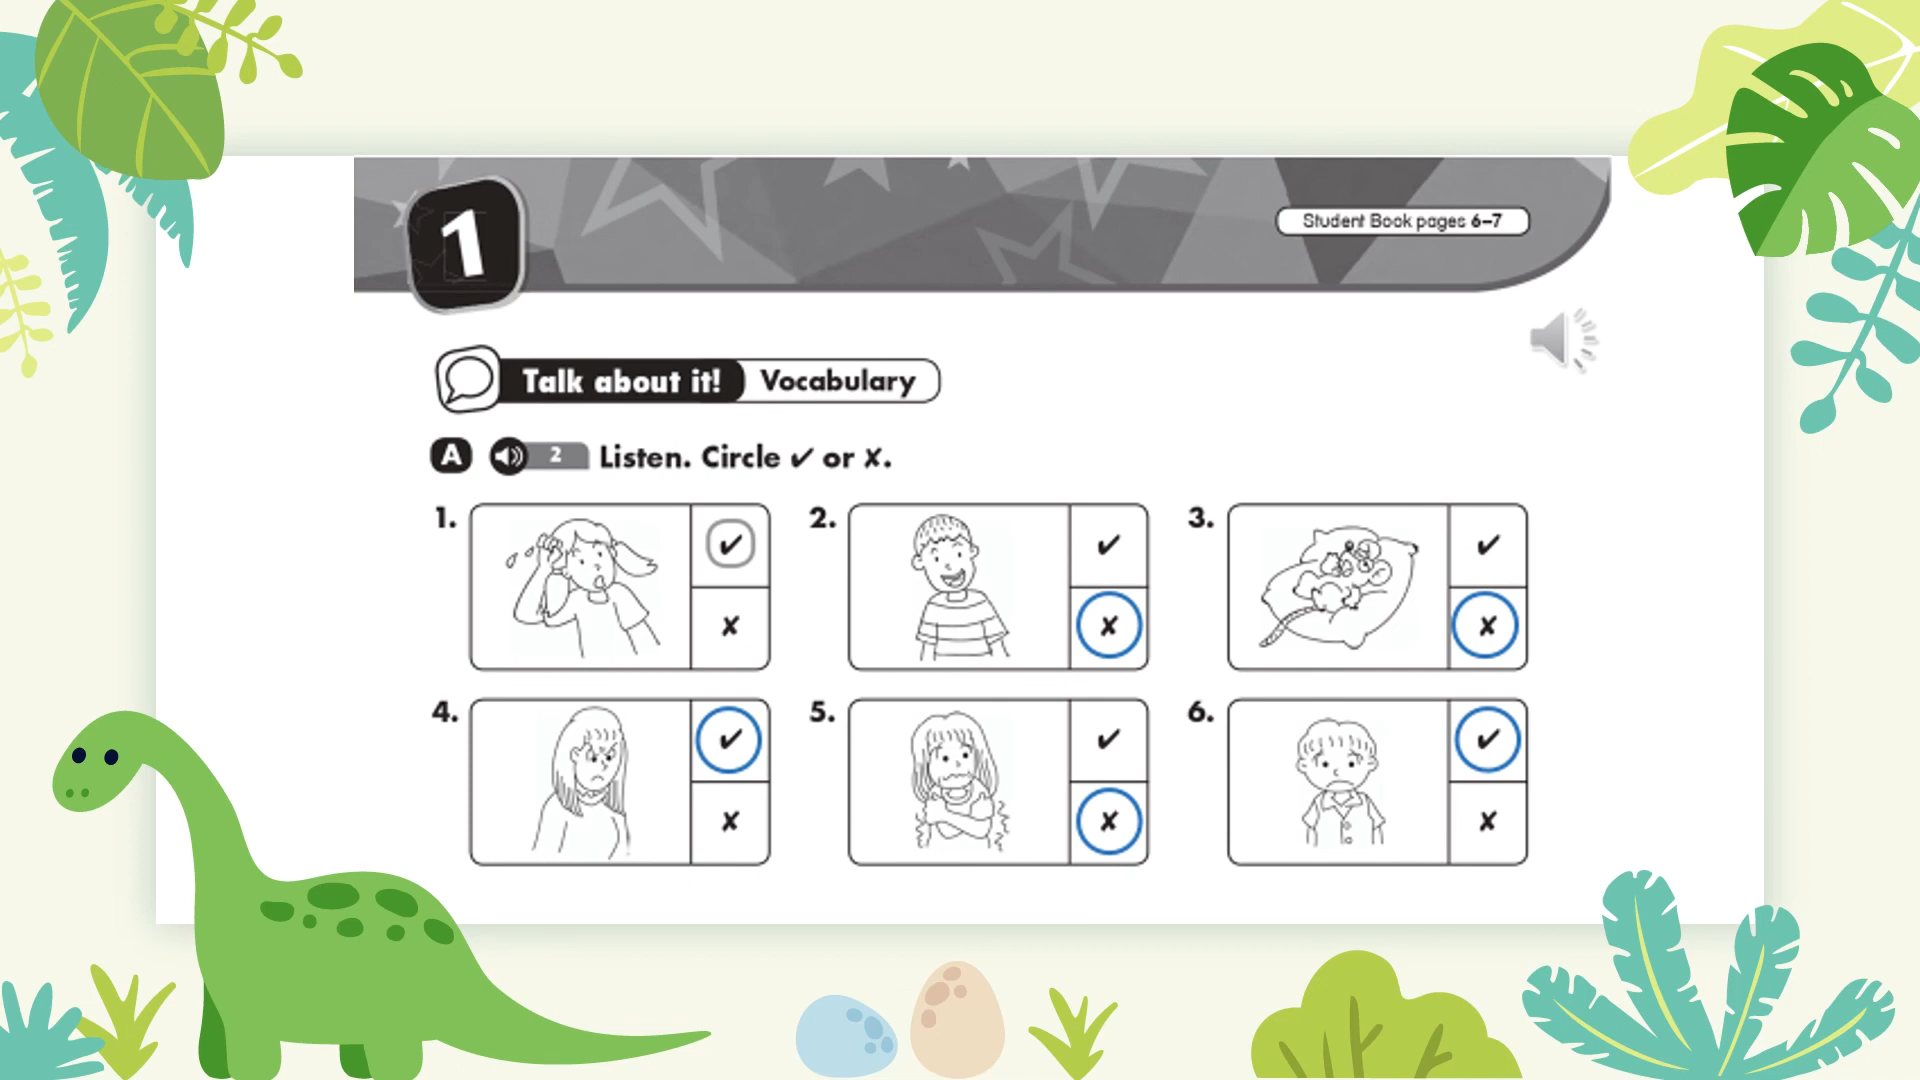 1
Student Book pages 6–7
Talk about it! Vocabulary
A 2 Listen. Circle ✔ or ✘.
1. ✔ 2. ✔ 3. ✔
✘ ✘ ✘
4. ✔ 5. ✔ 6. ✔
✘ ✘ ✘